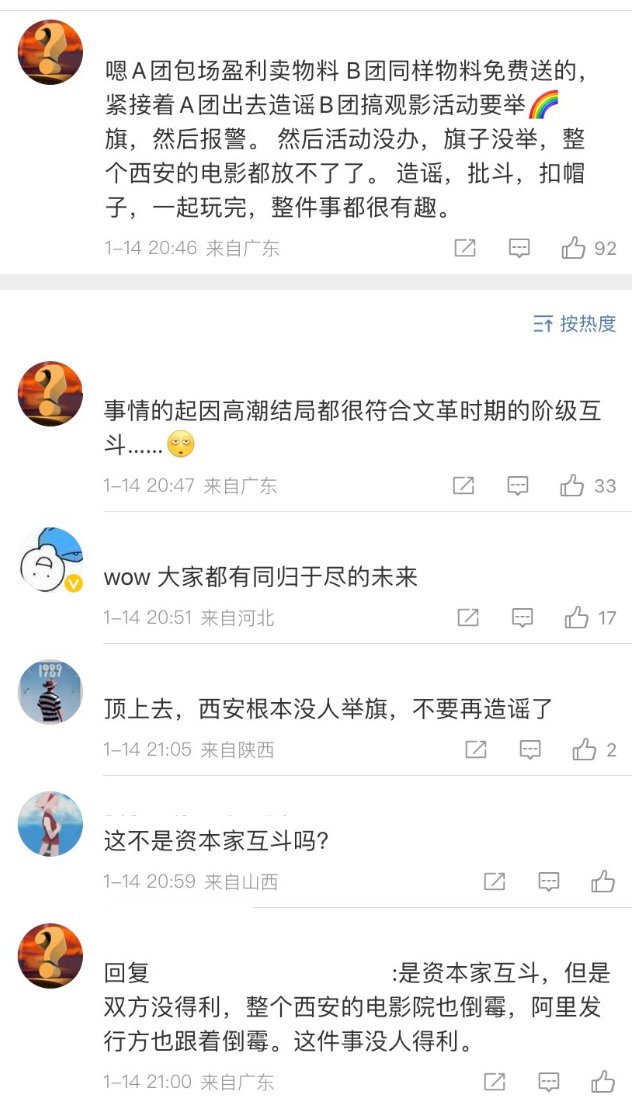 嗯A团包场盈利卖物料 B团同样物料免费送的，
紧接着A团出去造谣B团搞观影活动要举🌈
旗，然后报警。 然后活动没办，旗子没举，整
个西安的电影都放不了了。 造谣，批斗，扣帽
子，一起玩完，整件事都很有趣。
1-14 20:46 来自广东
92
按热度
事情的起因高潮结局都很符合文革时期的阶级互
斗......🙄
1-14 20:47 来自广东
33
wow 大家都有同归于尽的未来
1-14 20:51 来自河北
17
1989
顶上去，西安根本没人举旗，不要再造谣了
1-14 21:05 来自陕西
2
这不是资本家互斗吗?
1-14 20:59 来自山西
回复 :是资本家互斗，但是
双方没得利，整个西安的电影院也倒霉，阿里发
行方也跟着倒霉。这件事没人得利。
1-14 21:00 来自广东